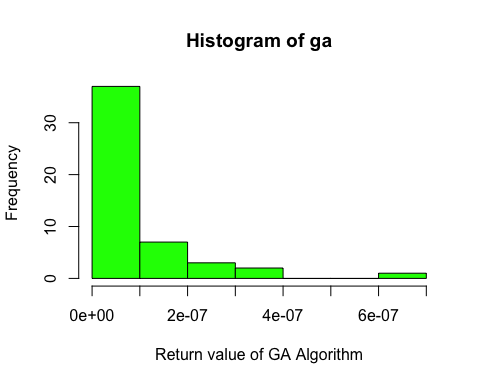 Histogram of ga
Frequency
30
20
10
0
0e+00 2e-07 4e-07 6e-07
Return value of GA Algorithm